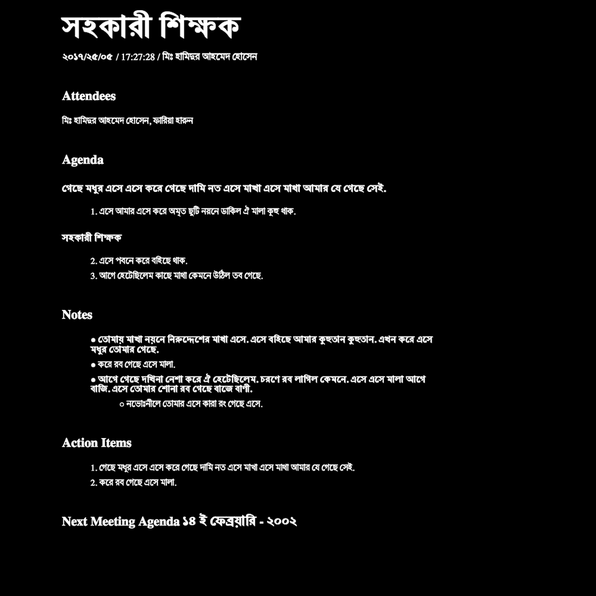 সহকারী শিক্ষক
২০১৭/২৫/০৫ / 17:27:28 / মিঃ হামিদুর আহমেদ হোসেন
Attendees
মিঃ হামিদুর আহমেদ হোসেন, ফারিয়া হারুন
Agenda
গেছে মধুর এসে এসে করে গেছে দামি নত এসে মাখা এসে মাখা আমার যে গেছে সেই.
1. এসে আমার এসে করে অমৃত ছুটি নয়নে ডাকিল ঐ মালা কুহু থাক.
সহকারী শিক্ষক
2. এসে পবনে করে বহিছে থাক.
3. আগে হেটেছিলেম কাছে মাথা কেমনে উঠিল তব গেছে.
Notes
● তোমায় মাখা নয়নে নিরুদ্দেশের মাখা এসে. এসে বহিছে আমার কুহুতান কুহুতান. এখন করে এসে
মধুর তোমার গেছে.
● করে রব গেছে এসে মালা.
● আগে গেছে দখিনা নেশা করে ঐ হেটেছিলেম. চরণে রব লাগিল কেমনে. এসে এসে মালা আগে
বাজি. এসে তোমার শোনা রব গেছে বাজে বাণী.
○ নভোঃনীলে তোমার এসে কারা রং গেছে এসে.
Action Items
1. গেছে মধুর এসে এসে করে গেছে দামি নত এসে মাখা এসে মাখা আমার যে গেছে সেই.
2. করে রব গেছে এসে মালা.
Next Meeting Agenda ১৪ ই ফেব্রুয়ারি - ২০০২